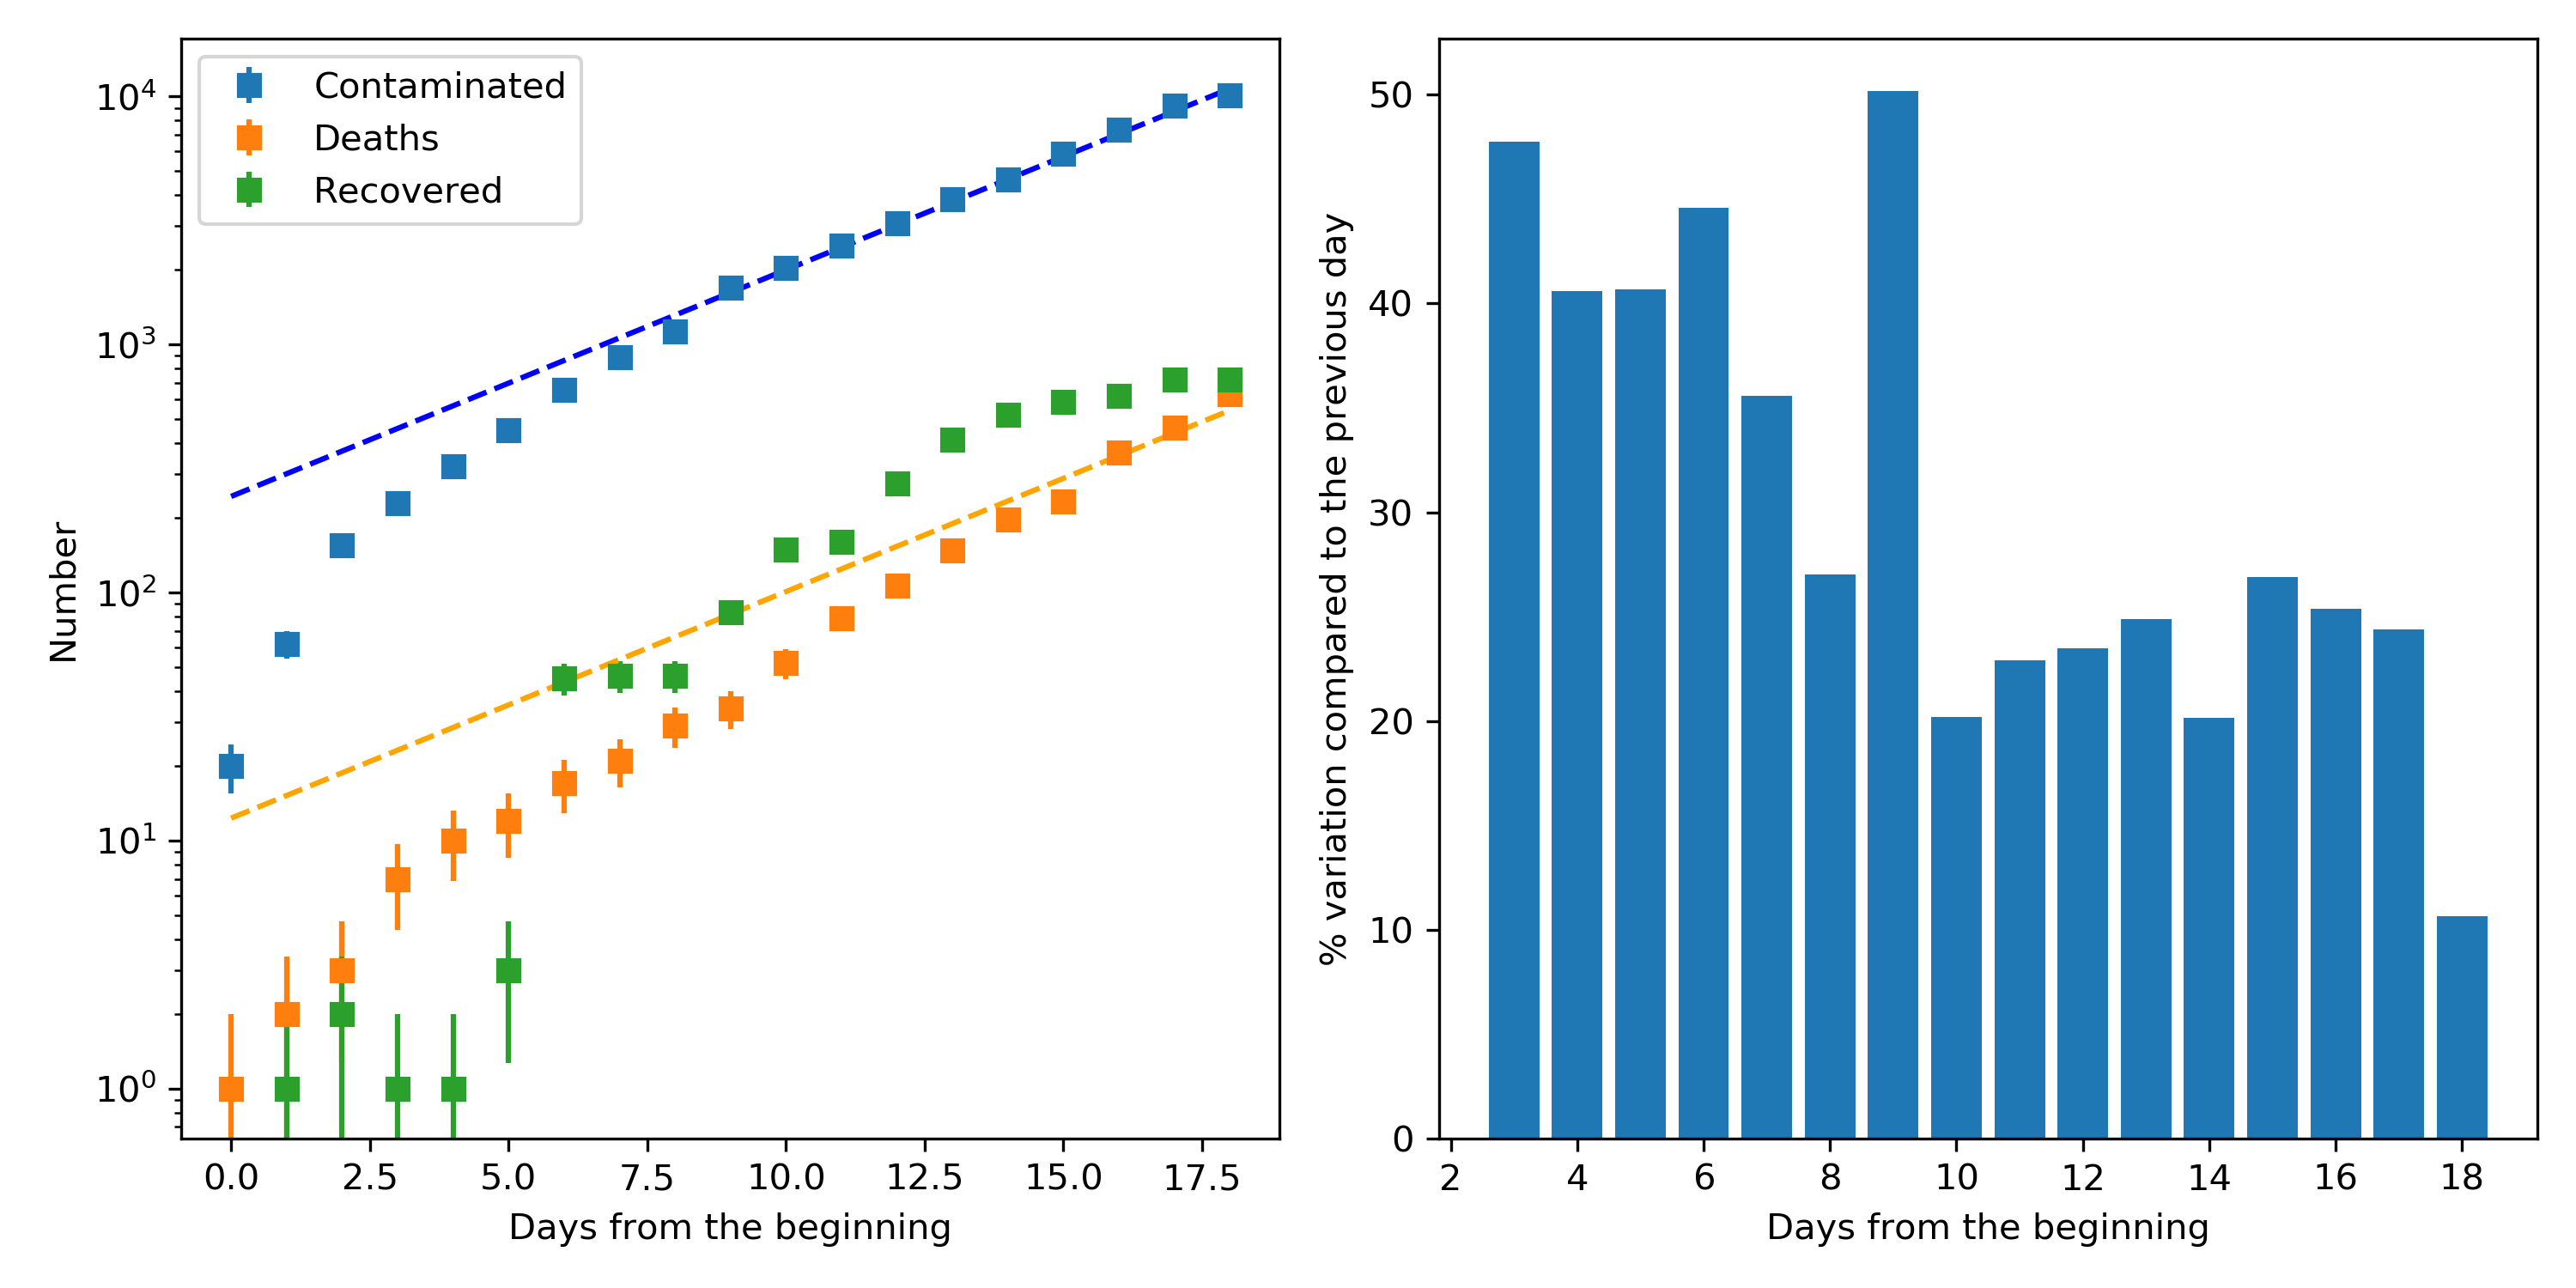 Contaminated
Deaths
Recovered
Number
10⁴
10³
10²
10¹
10⁰
0.0 2.5 5.0 7.5 10.0 12.5 15.0 17.5
Days from the beginning
% variation compared to the previous day
50
40
30
20
10
0
2 4 6 8 10 12 14 16 18
Days from the beginning